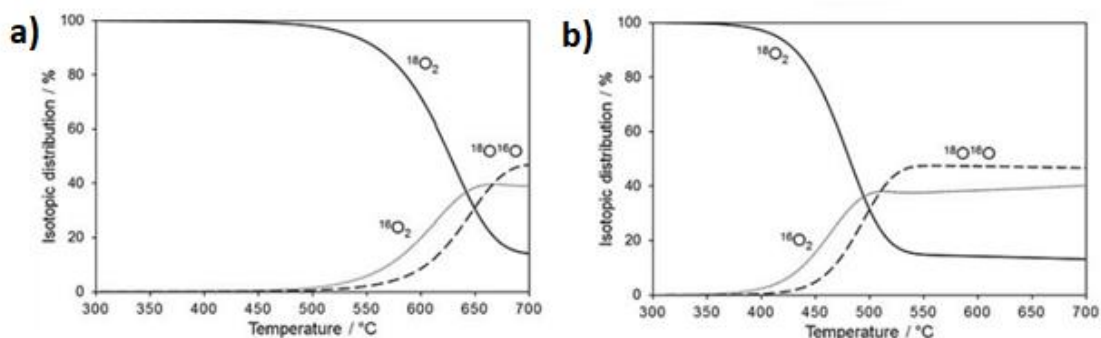 a)
Isotopic distribution / %
100
80
60
40
20
0
¹⁸O₂
¹⁸O¹⁶O
¹⁶O₂
300 350 400 450 500 550 600 650 700
Temperature / °C
b)
Isotopic distribution / %
100
80
60
40
20
0
¹⁸O₂
¹⁸O¹⁶O
¹⁶O₂
300 350 400 450 500 550 600 650 700
Temperature / °C